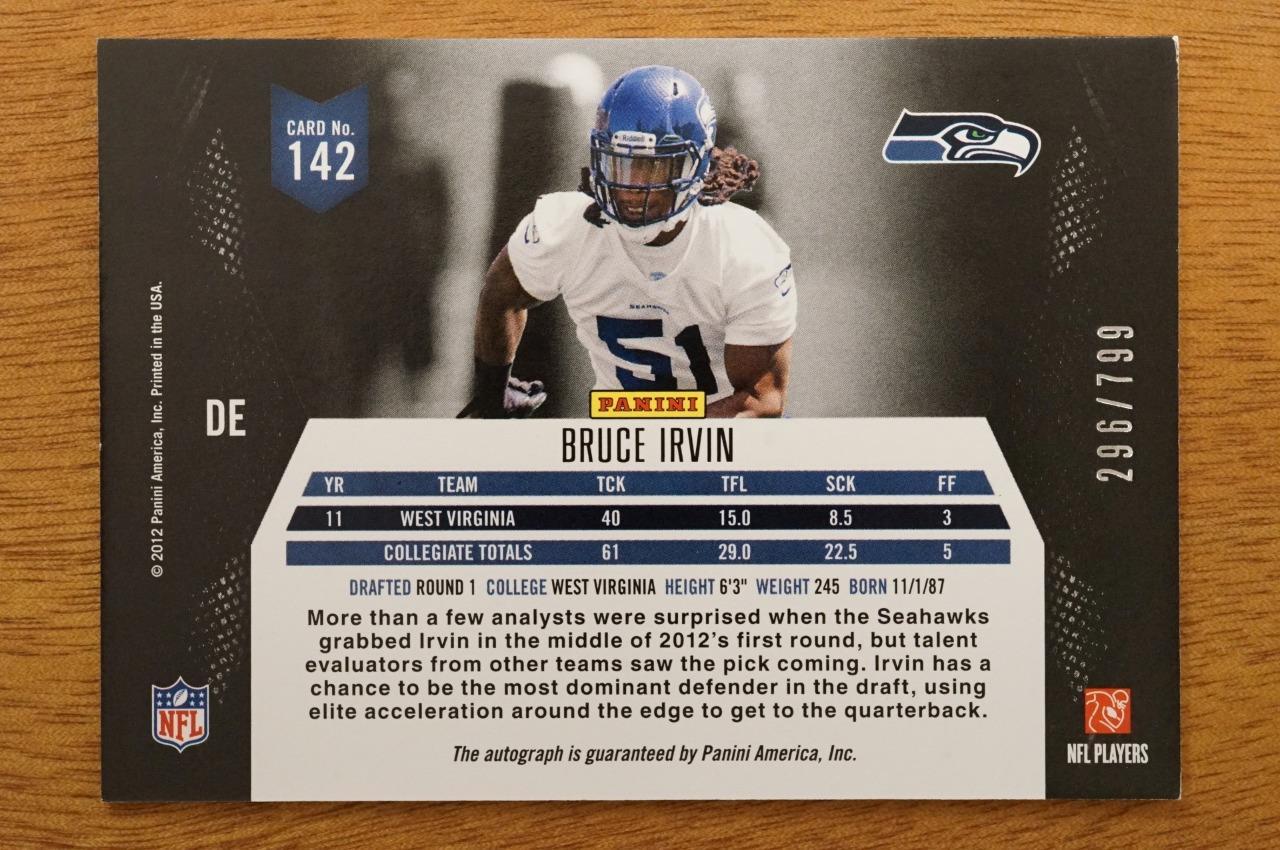 CARD No.
142
Riddell
SEAHAWKS
51
© 2012 Panini America, Inc. Printed in the USA.
DE
296/799
PANINI
BRUCE IRVIN
YR TEAM TCK TFL SCK FF
11 WEST VIRGINIA 40 15.0 8.5 3
COLLEGIATE TOTALS 61 29.0 22.5 5
DRAFTED ROUND 1 COLLEGE WEST VIRGINIA HEIGHT 6'3" WEIGHT 245 BORN 11/1/87
More than a few analysts were surprised when the Seahawks
grabbed Irvin in the middle of 2012's first round, but talent
evaluators from other teams saw the pick coming. Irvin has a
chance to be the most dominant defender in the draft, using
elite acceleration around the edge to get to the quarterback.
The autograph is guaranteed by Panini America, Inc.
NFL
NFL PLAYERS